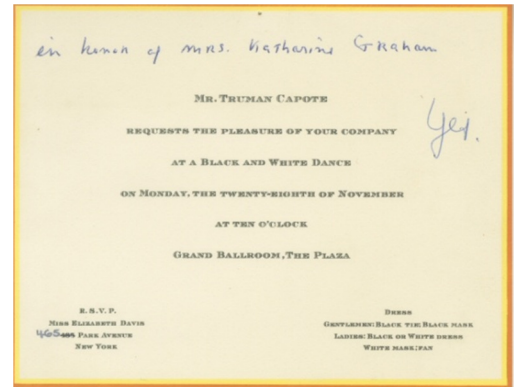 in honor of mrs. Katharine Graham
MR. TRUMAN CAPOTE
Yes.
REQUESTS THE PLEASURE OF YOUR COMPANY
AT A BLACK AND WHITE DANCE
ON MONDAY, THE TWENTY-EIGHTH OF NOVEMBER
AT TEN O'CLOCK
GRAND BALLROOM, THE PLAZA
R.S.V.P.
MISS ELIZABETH DAVIS
465 PARK AVENUE
NEW YORK
DRESS
GENTLEMEN: BLACK TIE; BLACK MASK
LADIES: BLACK OR WHITE DRESS
WHITE MASK; FAN